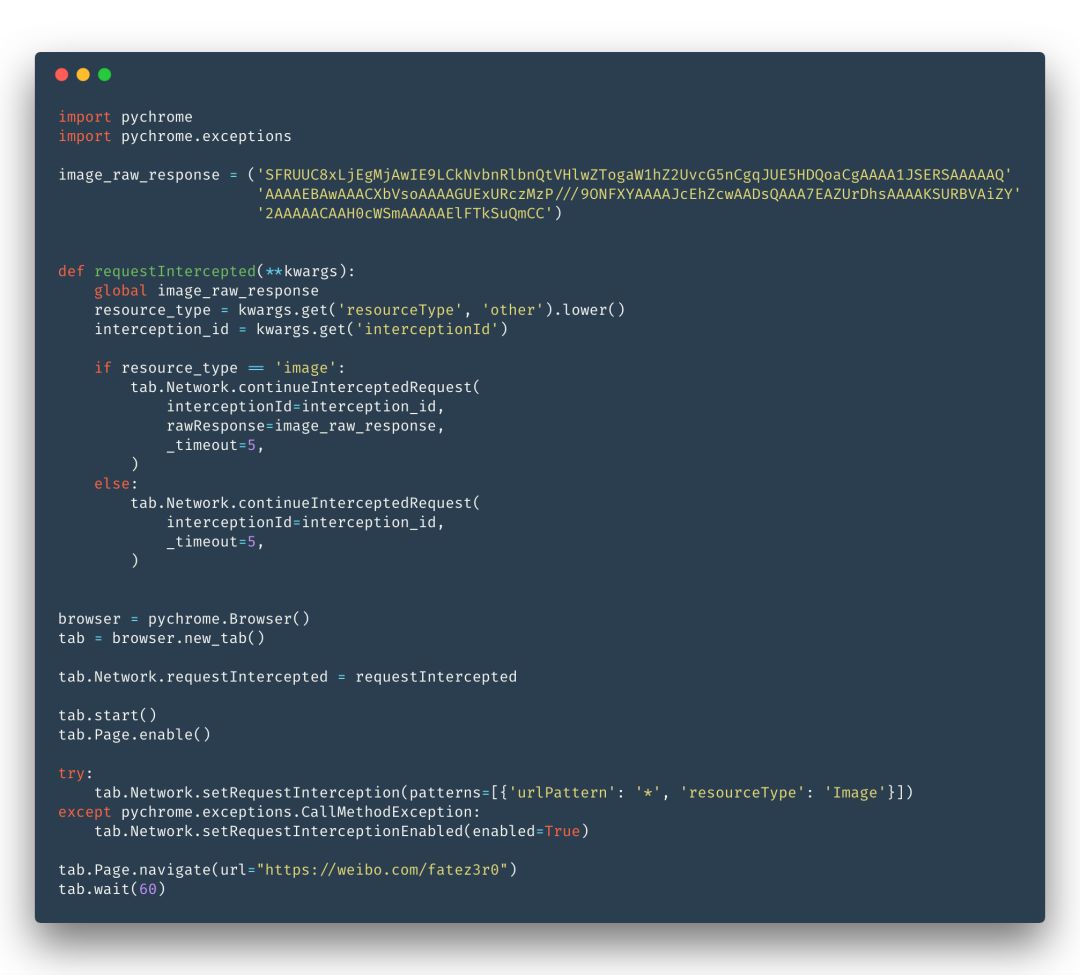 import pychrome
import pychrome.exceptions
image_raw_response = ('SFRUUC8xLjEgMjAwIE9LCkNvbnRlbnQtVHlwZTogaW1hZ2UvcG5nCgqJUE5HDQoaCgAAAA1JSERSAAAAAQ'
'AAAAEBAwAAACXbVsoAAAAGUExURczMzP///9ONFXYAAAAJcEhZcwAADsQAAA7EAZUrDhsAAAAKSURBVAiZY'
'2AAAAACAAH0cWSmAAAAAElFTkSuQmCC')
def requestIntercepted(**kwargs):
    global image_raw_response
    resource_type = kwargs.get('resourceType', 'other').lower()
    interception_id = kwargs.get('interceptionId')
    if resource_type == 'image':
        tab.Network.continueInterceptedRequest(
            interceptionId=interception_id,
            rawResponse=image_raw_response,
            _timeout=5,
        )
    else:
        tab.Network.continueInterceptedRequest(
            interceptionId=interception_id,
            _timeout=5,
        )
browser = pychrome.Browser()
tab = browser.new_tab()
tab.Network.requestIntercepted = requestIntercepted
tab.start()
tab.Page.enable()
try:
    tab.Network.setRequestInterception(patterns=[{'urlPattern': '*', 'resourceType': 'Image'}])
except pychrome.exceptions.CallMethodException:
    tab.Network.setRequestInterceptionEnabled(enabled=True)
tab.Page.navigate(url="https://weibo.com/fatez3r0")
tab.wait(60)